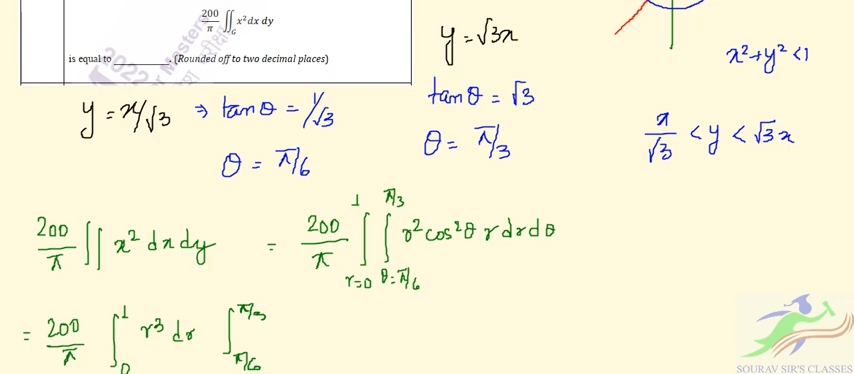 200/π ∬_G x² dx dy
is equal to __________. (Rounded off to two decimal places)
y = √3x
x² + y² < 1
y = x/√3 ⇒ tanθ = 1/√3
tanθ = √3
θ = π/6
θ = π/3
x/√3 < y < √3x
200/π ∬ x² dx dy = 200/π ∫_{r=0}^{1} ∫_{θ=π/6}^{π/3} r² cos²θ r dr dθ
= 200/π ∫_0^1 r³ dr ∫_{π/6}^{π/3}
SOURAV SIR'S CLASSES